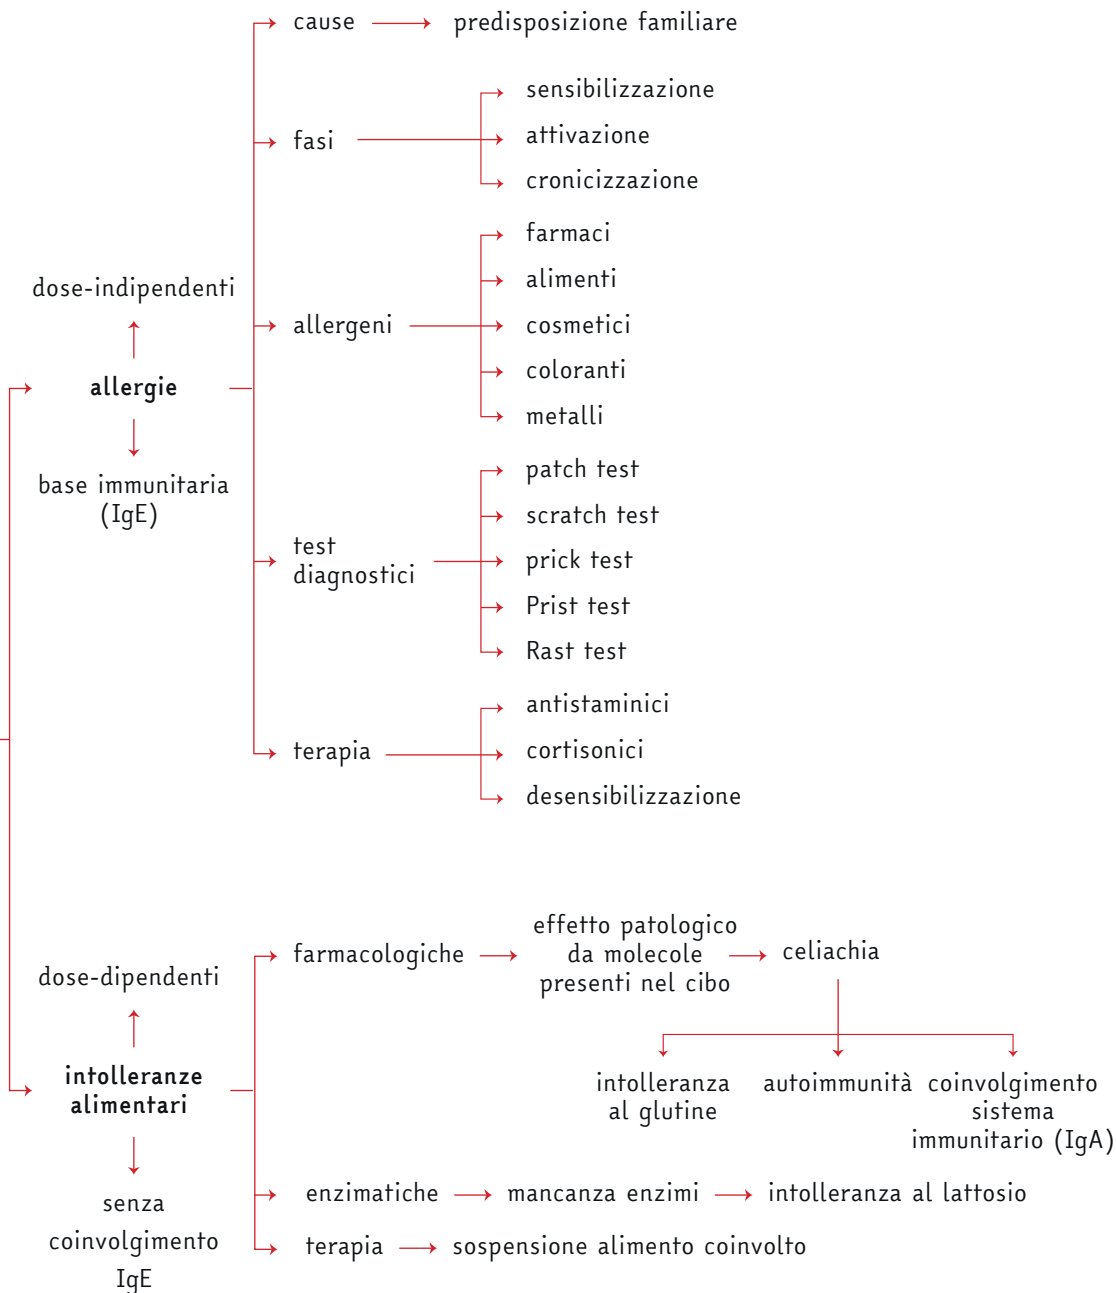 cause
predisposizione familiare
fasi
sensibilizzazione
attivazione
cronicizzazione
dose-indipendenti
allergie
base immunitaria
(IgE)
allergeni
farmaci
alimenti
cosmetici
coloranti
metalli
test
diagnostici
patch test
scratch test
prick test
Prist test
Rast test
terapia
antistaminici
cortisonici
desensibilizzazione
dose-dipendenti
intolleranze
alimentari
senza
coinvolgimento
IgE
farmacologiche
effetto patologico
da molecole
presenti nel cibo
celiachia
intolleranza
al glutine
autoimmunità
coinvolgimento
sistema
immunitario (IgA)
enzimatiche
mancanza enzimi
intolleranza al lattosio
terapia
sospensione alimento coinvolto